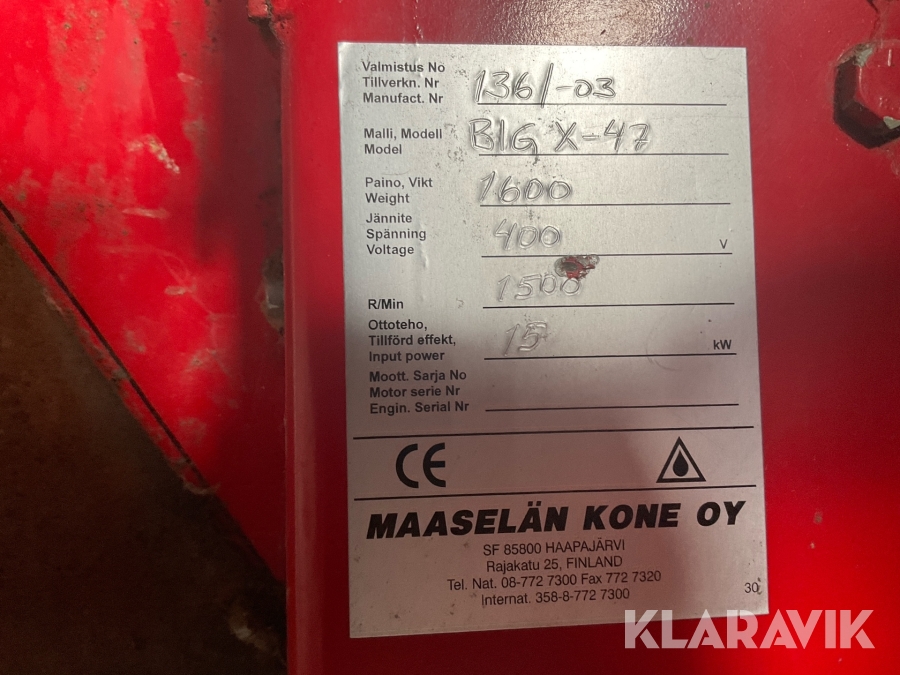 Valmistus No
Tillverkn. Nr
Manufact. Nr 1361-03
Malli, Modell
Model BIG X-47
Paino, Vikt
Weight 1600
Jännite
Spänning
Voltage 400 V
R/Min 1500
Ottoteho,
Tillförd effekt,
Input power 15 kW
Moott. Sarja No
Motor serie Nr
Engin. Serial Nr
CE
MAASELÄN KONE OY
SF 85800 HAAPAJÄRVI
Rajakatu 25, FINLAND
Tel. Nat. 08-772 7300 Fax 772 7320
Internat. 358-8-772 7300
30
KLARAVIK